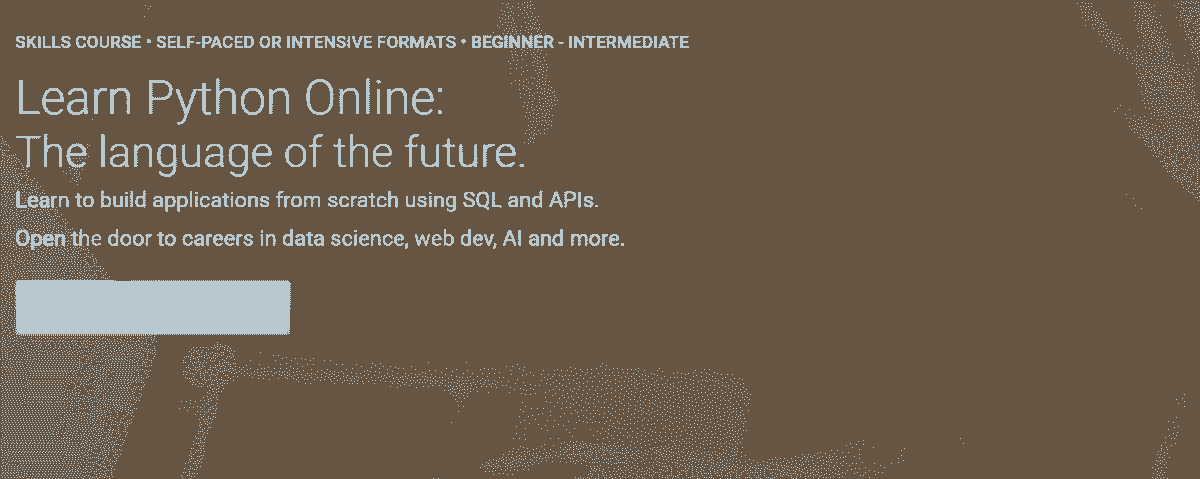 SKILLS COURSE • SELF-PACED OR INTENSIVE FORMATS • BEGINNER - INTERMEDIATE
Learn Python Online:
The language of the future.
Learn to build applications from scratch using SQL and APIs.
Open the door to careers in data science, web dev, AI and more.